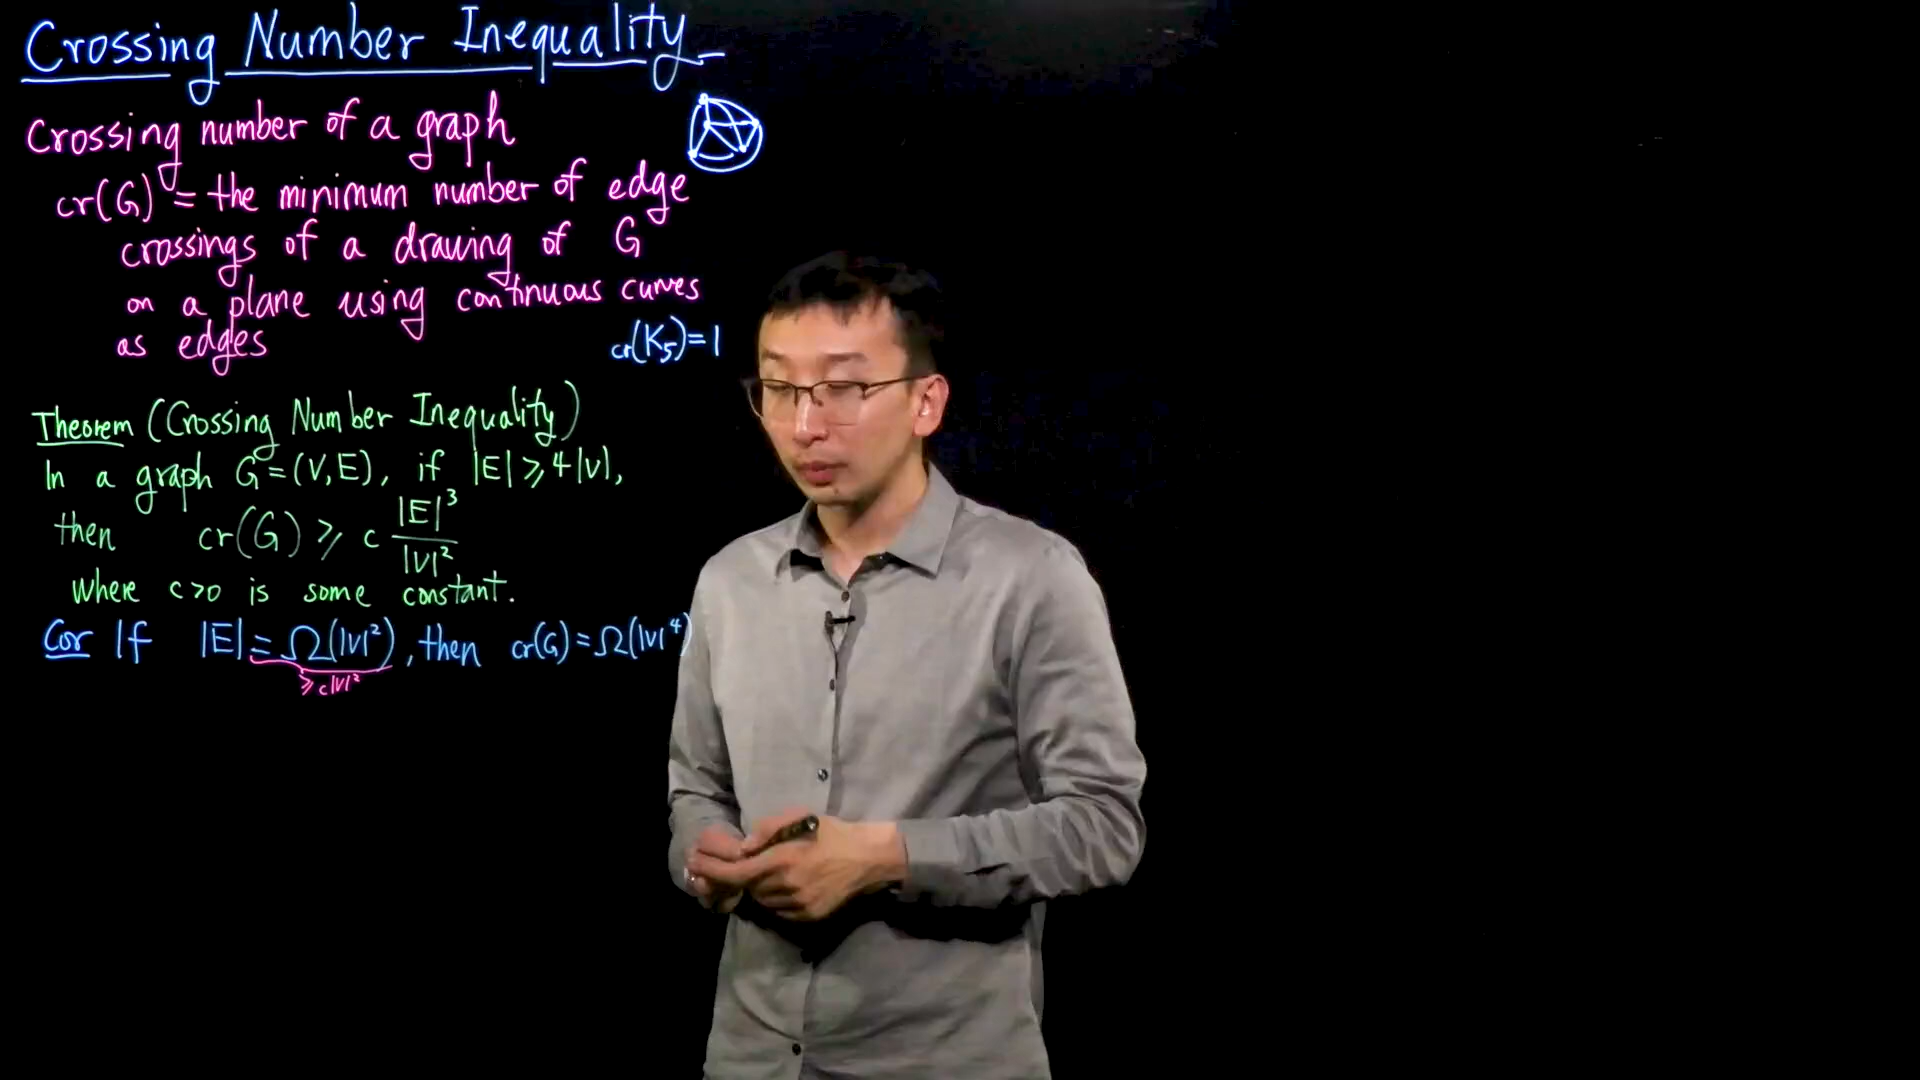 Crossing Number Inequality
Crossing number of a graph
cr(G) = the minimum number of edge
crossings of a drawing of G
on a plane using continuous curves
as edges
cr(K₅)=1
Theorem (Crossing Number Inequality)
In a graph G=(V,E), if |E| ⩾ 4|V|,
then cr(G) ⩾ c |E|³/|V|²
where c>0 is some constant.
Cor If |E| = Ω(|V|²), then cr(G) = Ω(|V|⁴)
⩾ c|V|²